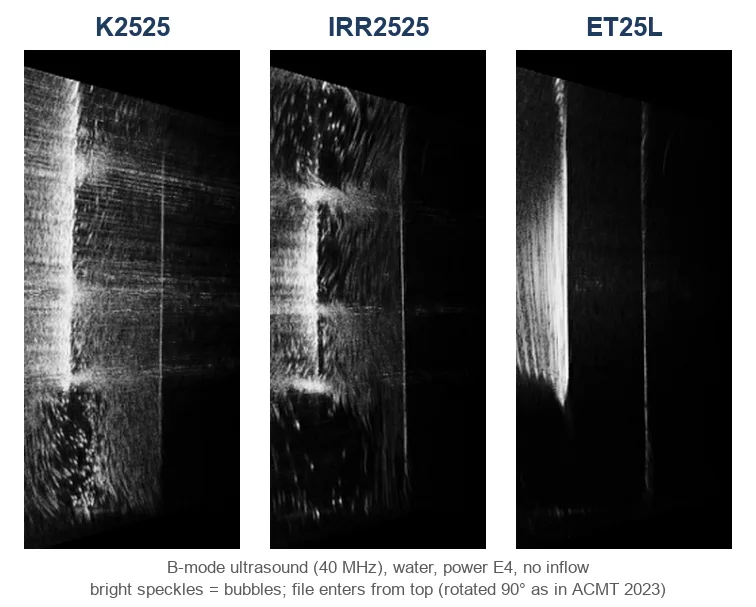 K2525 IRR2525 ET25L
B-mode ultrasound (40 MHz), water, power E4, no inflow
bright speckles = bubbles; file enters from top (rotated 90° as in ACMT 2023)